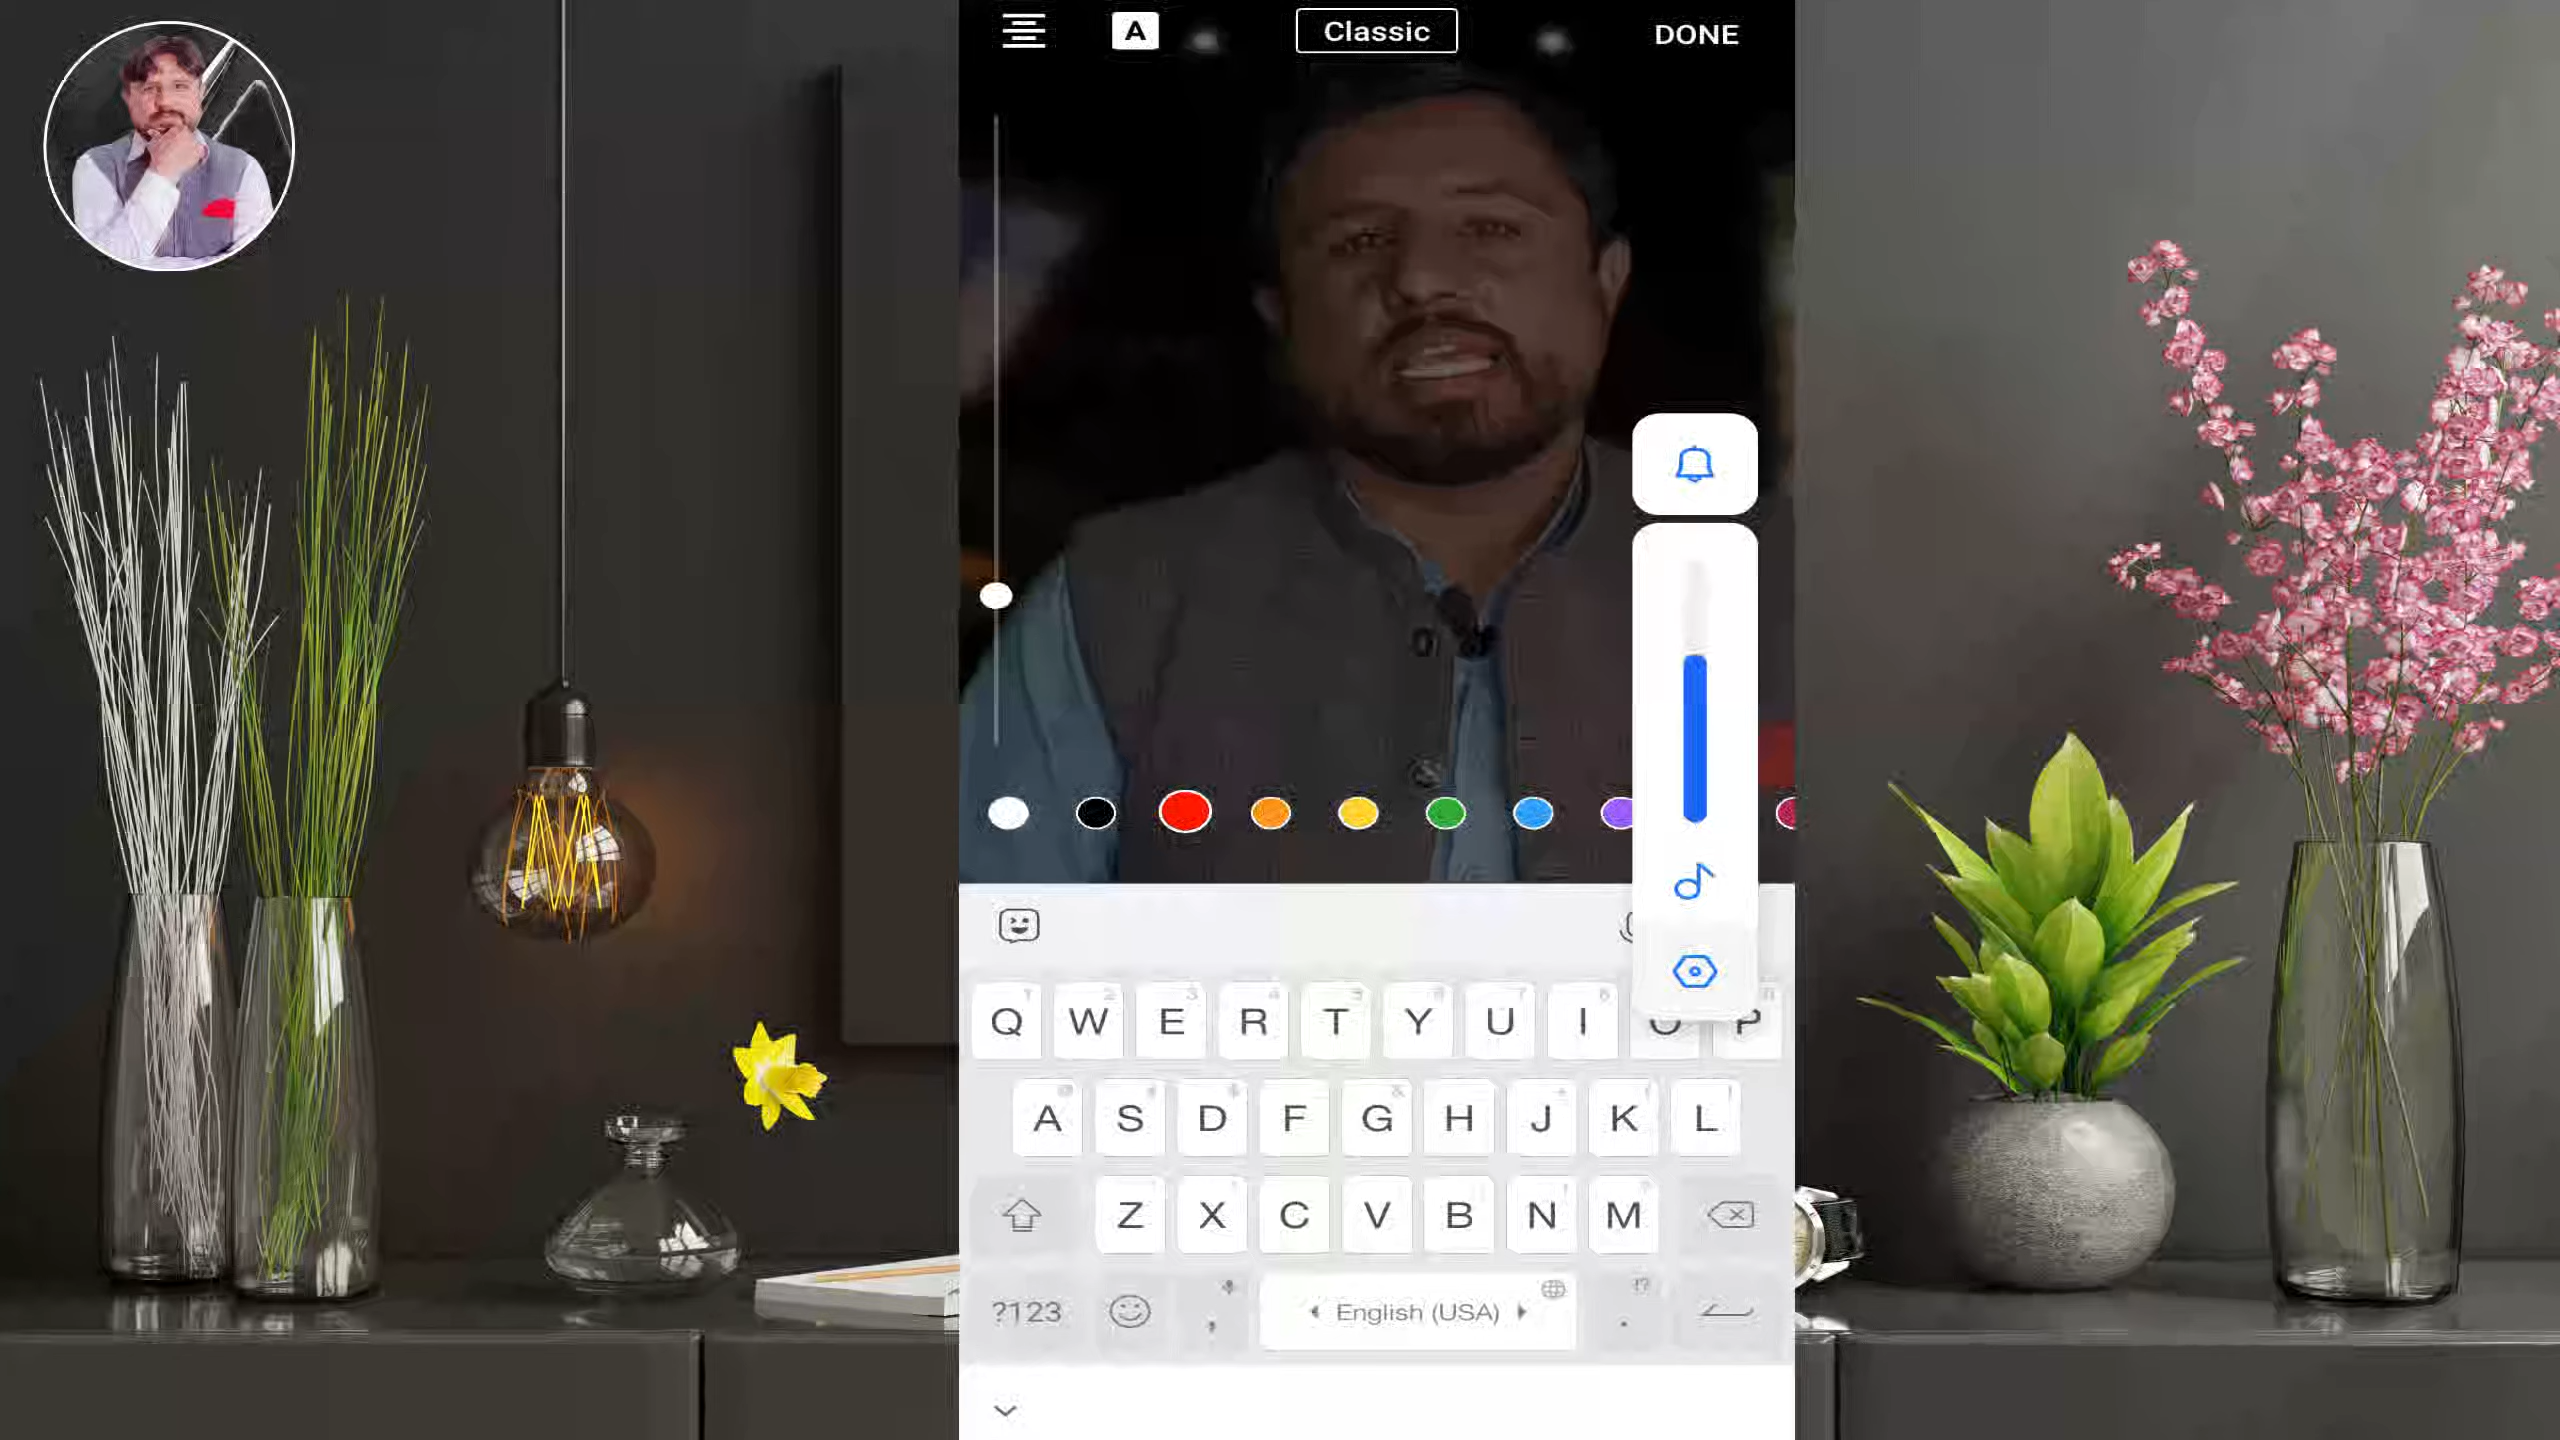 A Classic DONE
Q W E R T Y U I O P
A S D F G H J K L
Z X C V B N M
?123 , English (USA) . !?